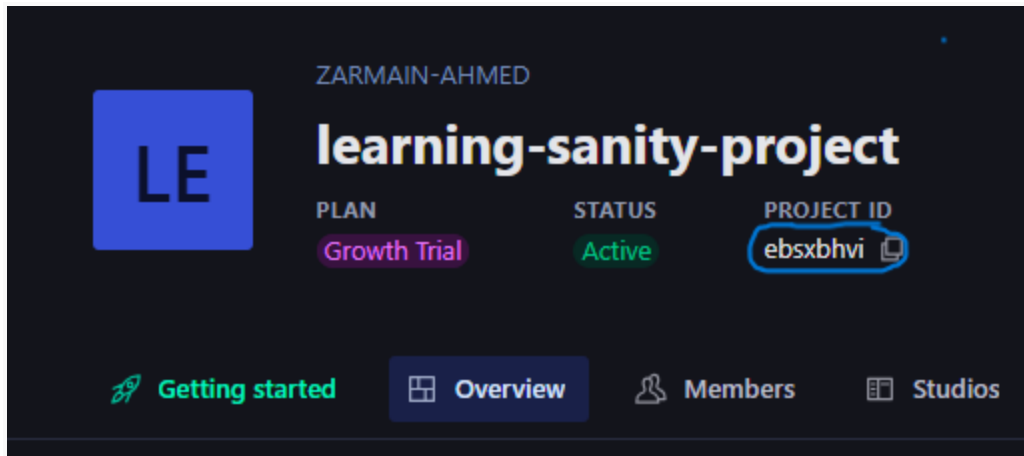 ZARMAIN-AHMED
LE
learning-sanity-project
PLAN STATUS PROJECT ID
Growth Trial Active ebsxbhvi
Getting started Overview Members Studios